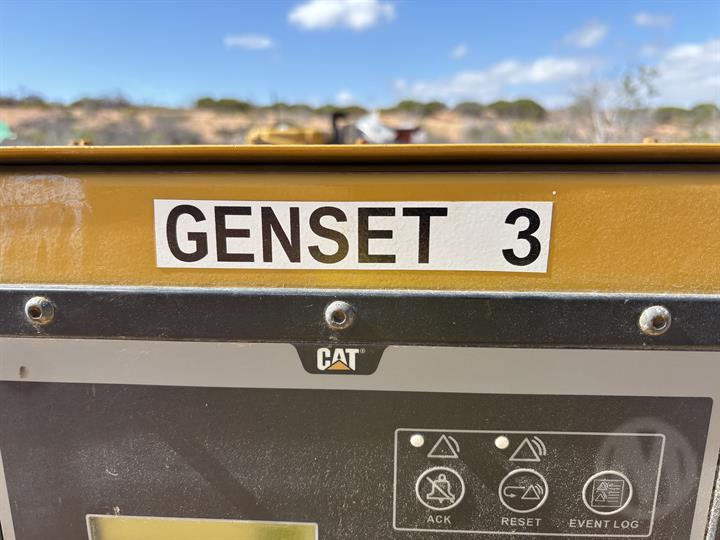 GENSET 3
CAT®
ACK RESET EVENT LOG